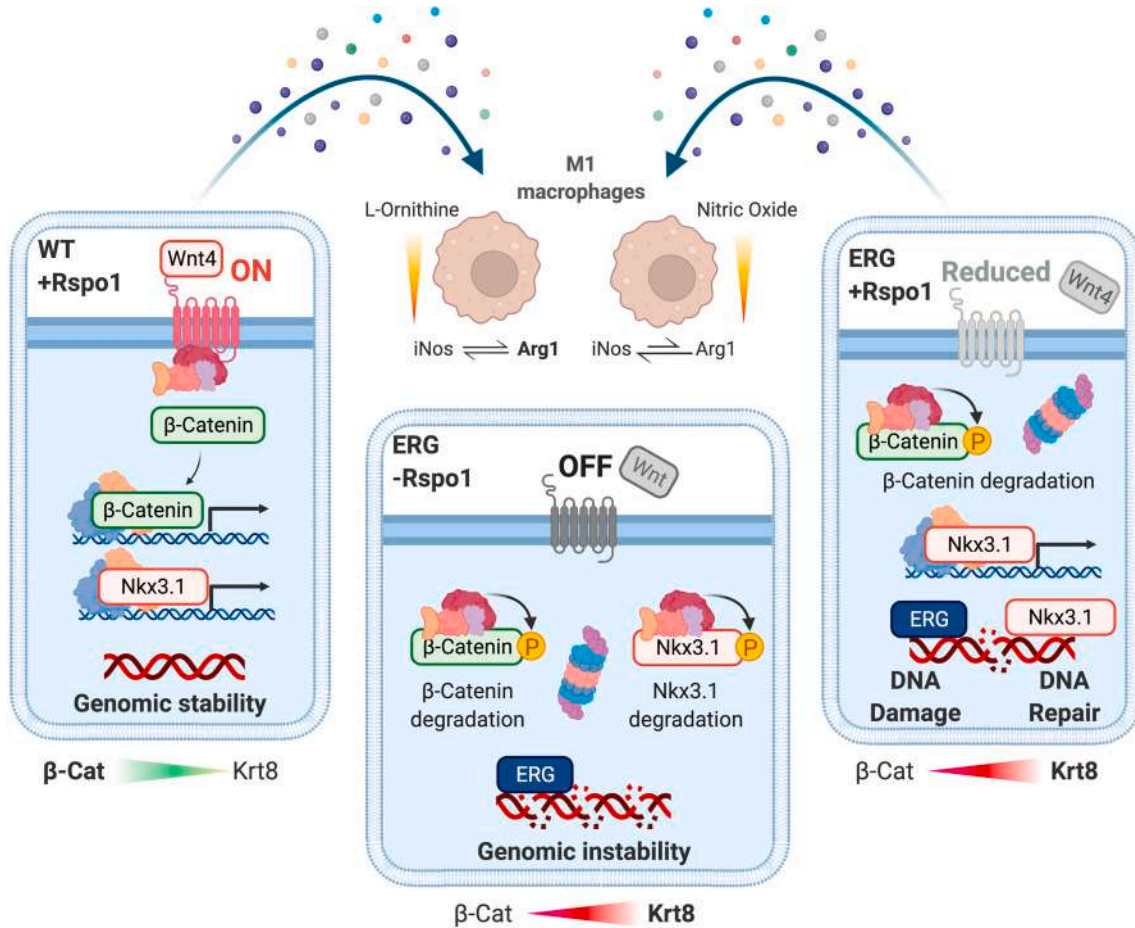 M1
macrophages
L-Ornithine
Nitric Oxide
iNos
Arg1
iNos
Arg1
WT
+Rspo1
Wnt4
ON
β-Catenin
β-Catenin
Nkx3.1
Genomic stability
β-Cat
Krt8
ERG
-Rspo1
OFF
Wnt
β-Catenin
P
Nkx3.1
P
β-Catenin
degradation
Nkx3.1
degradation
ERG
Genomic instability
β-Cat
Krt8
ERG
+Rspo1
Reduced
Wnt4
β-Catenin
P
β-Catenin degradation
Nkx3.1
ERG
Nkx3.1
DNA
Damage
DNA
Repair
β-Cat
Krt8